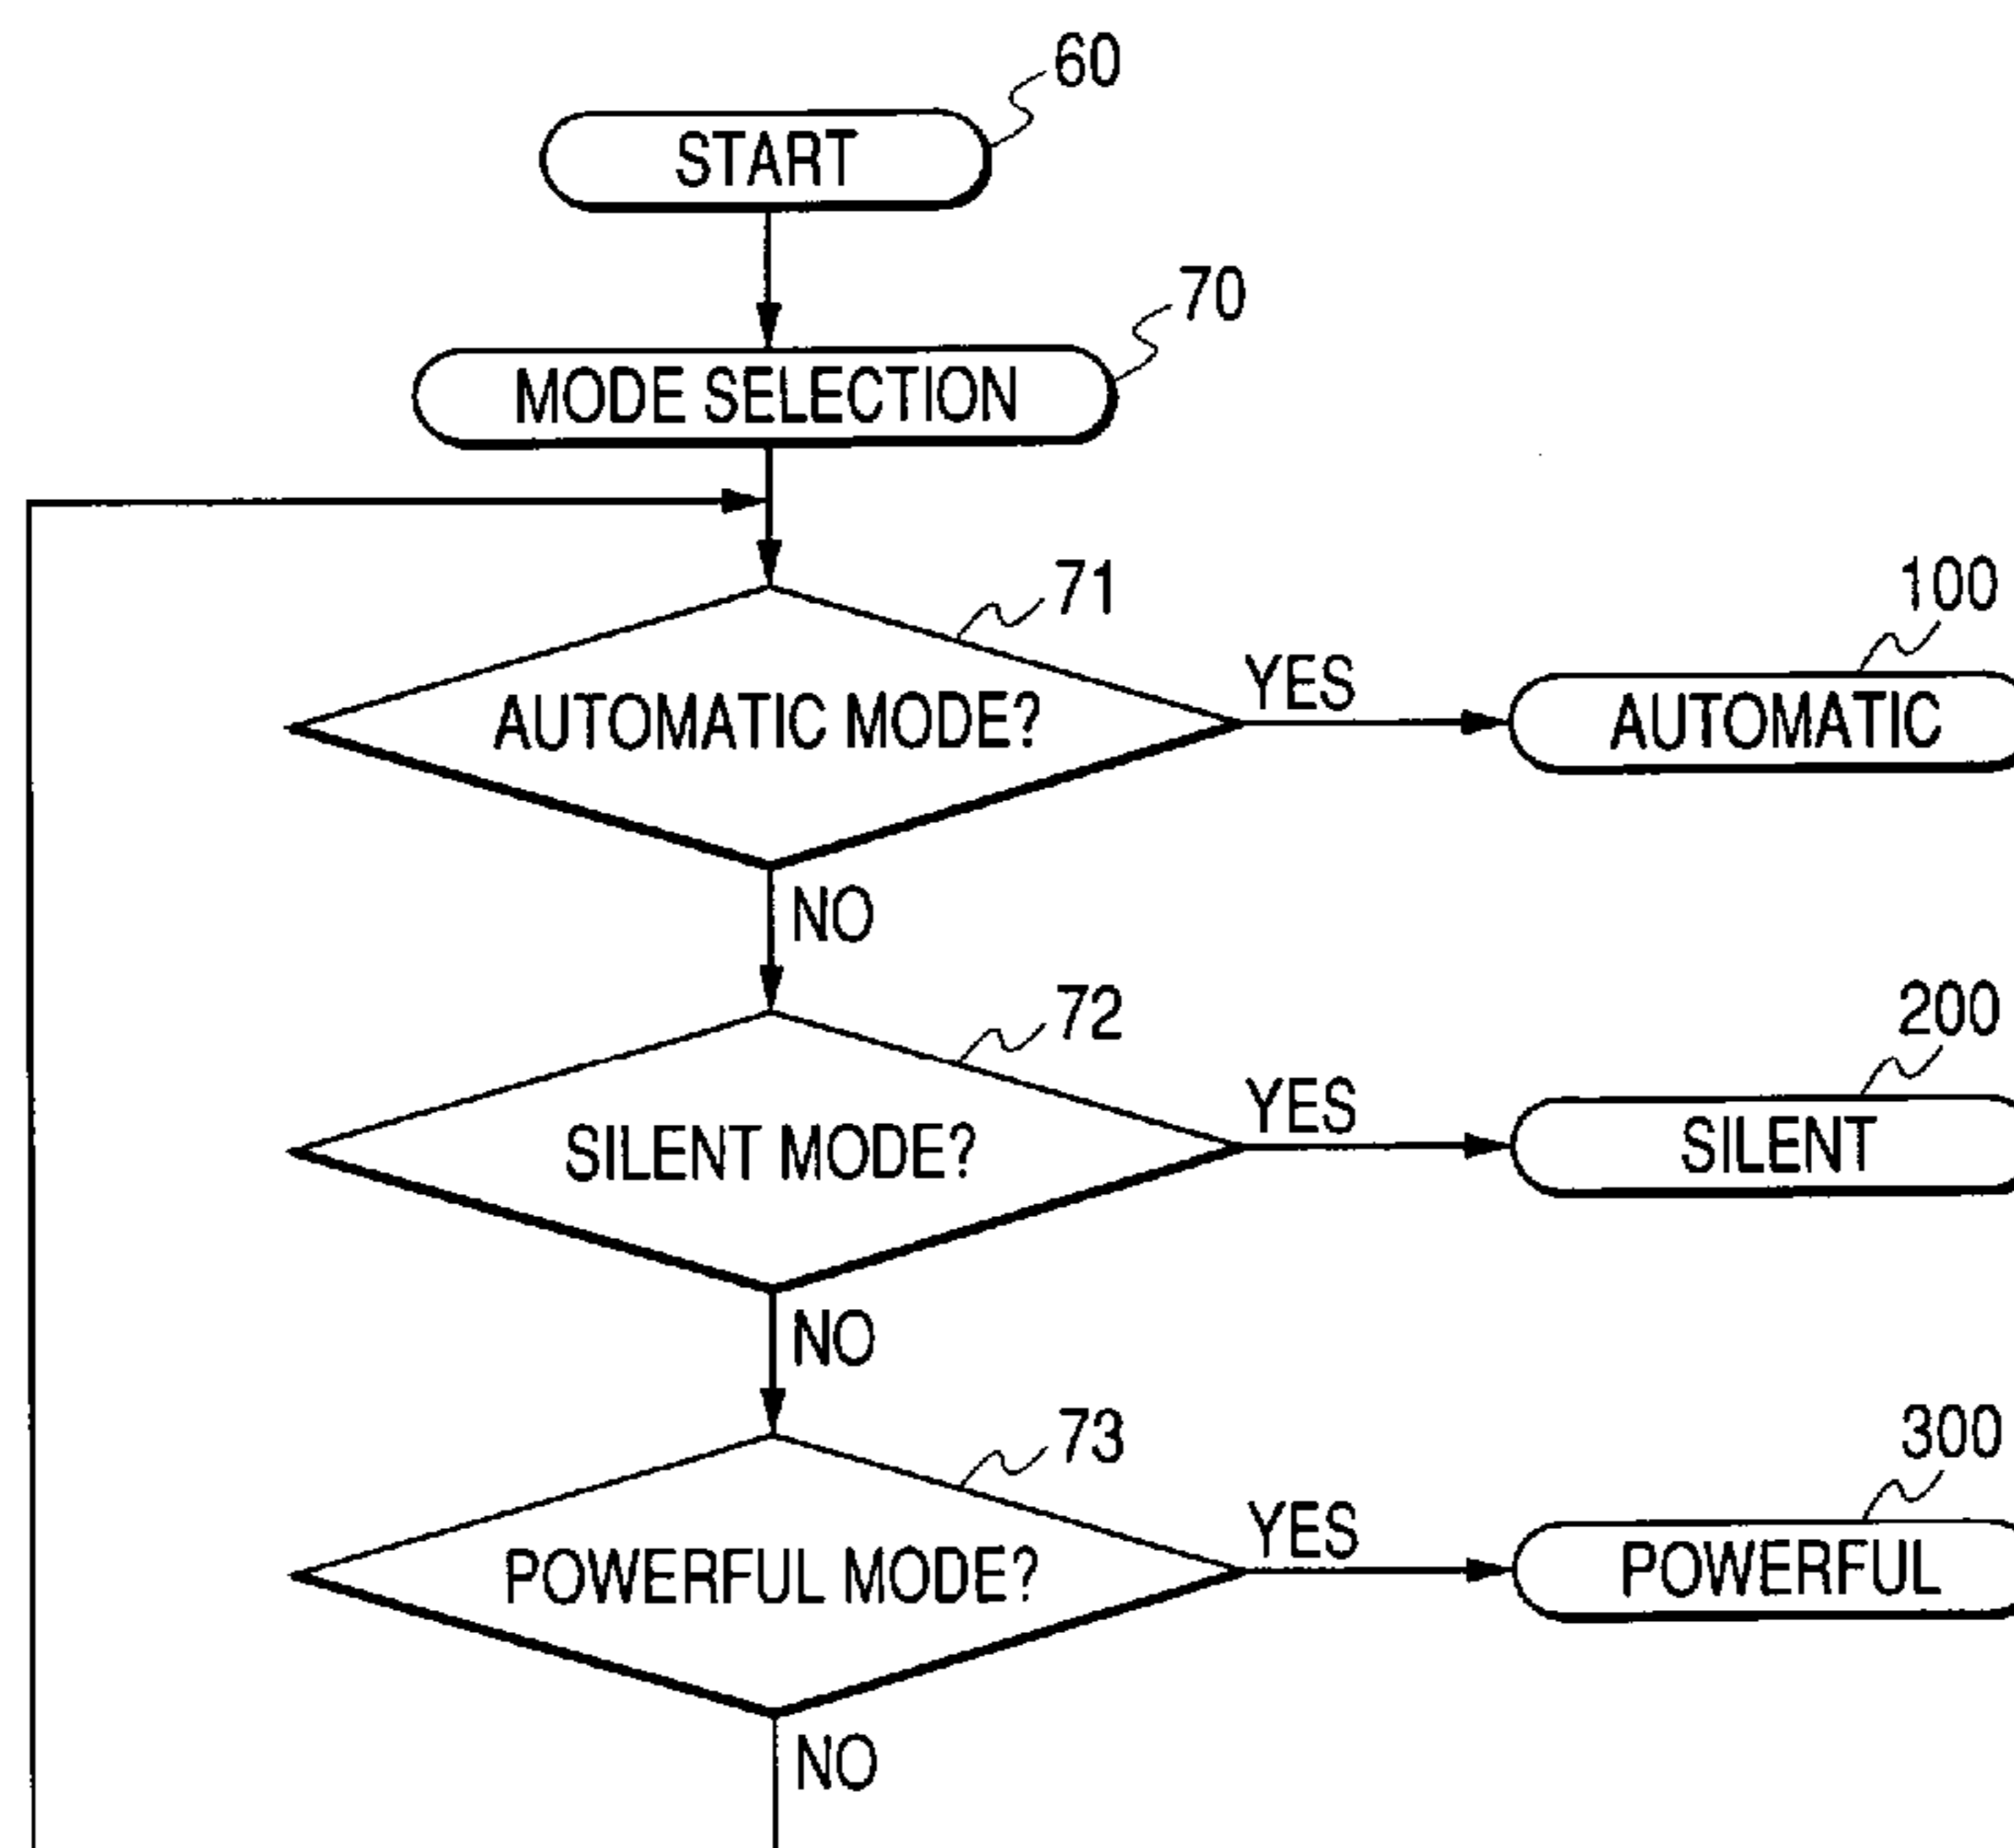 60
START
70
MODE SELECTION
71
100
AUTOMATIC MODE?
YES
AUTOMATIC
NO
72
200
SILENT MODE?
YES
SILENT
NO
73
300
POWERFUL MODE?
YES
POWERFUL
NO